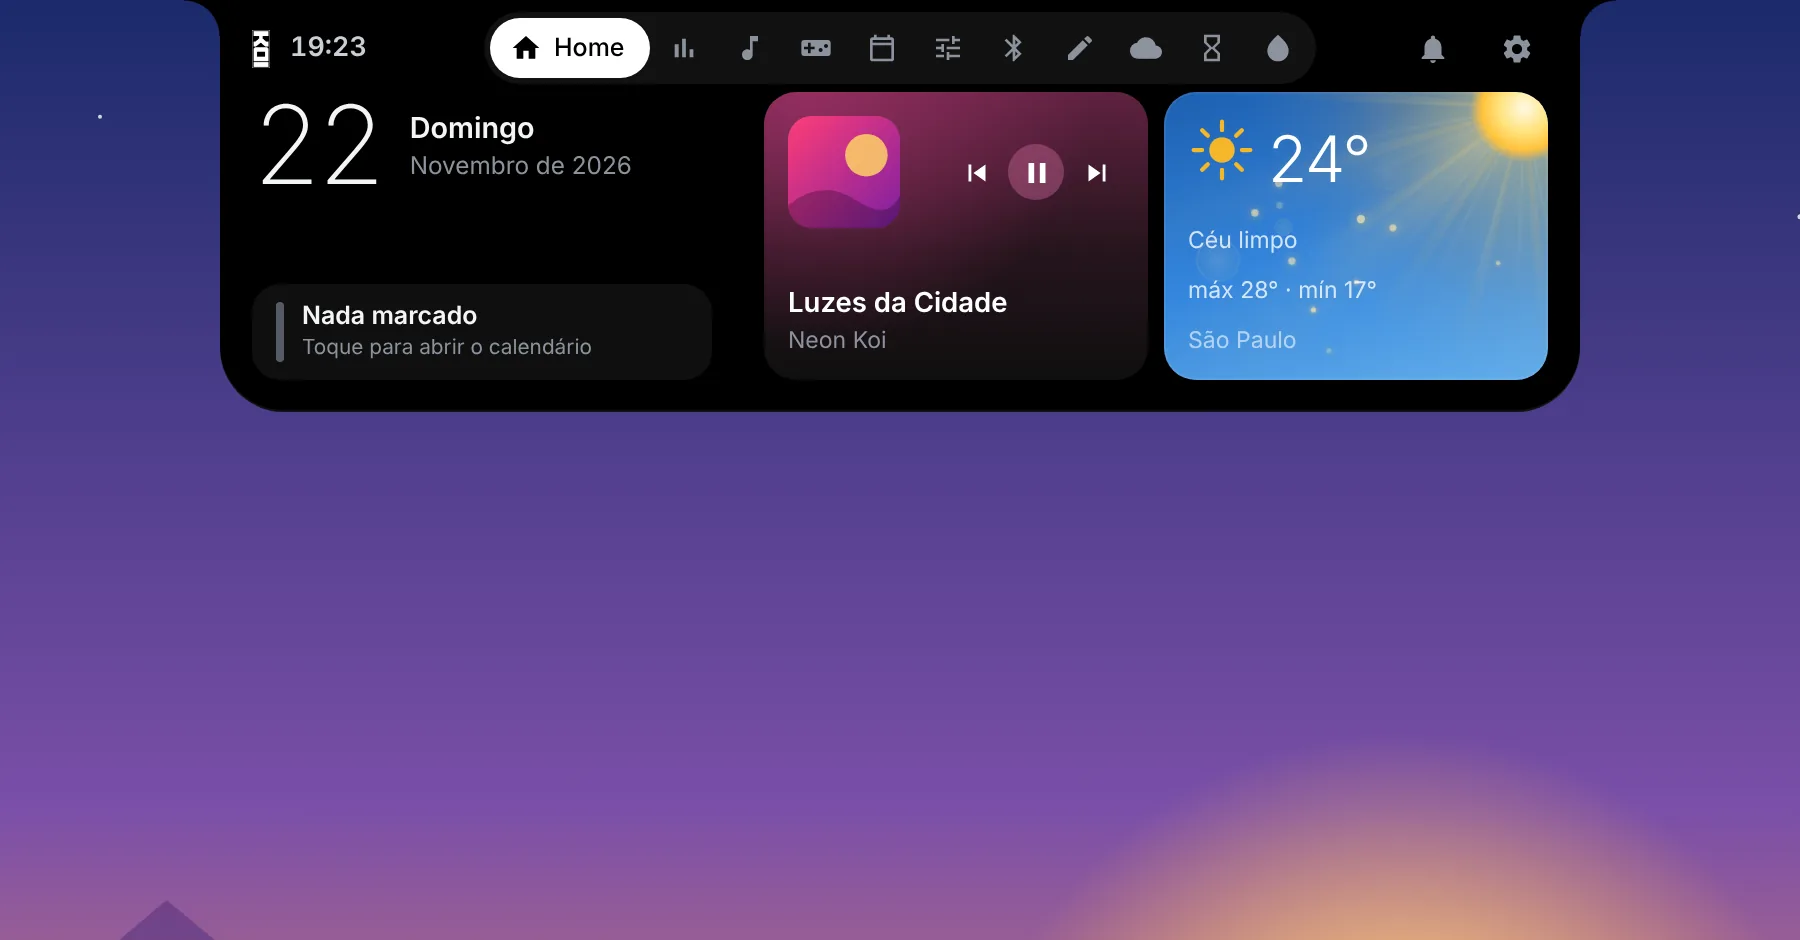 19:23
Home
22
Domingo
Novembro de 2026
Nada marcado
Toque para abrir o calendário
Luzes da Cidade
Neon Koi
24°
Céu limpo
máx 28° · mín 17°
São Paulo